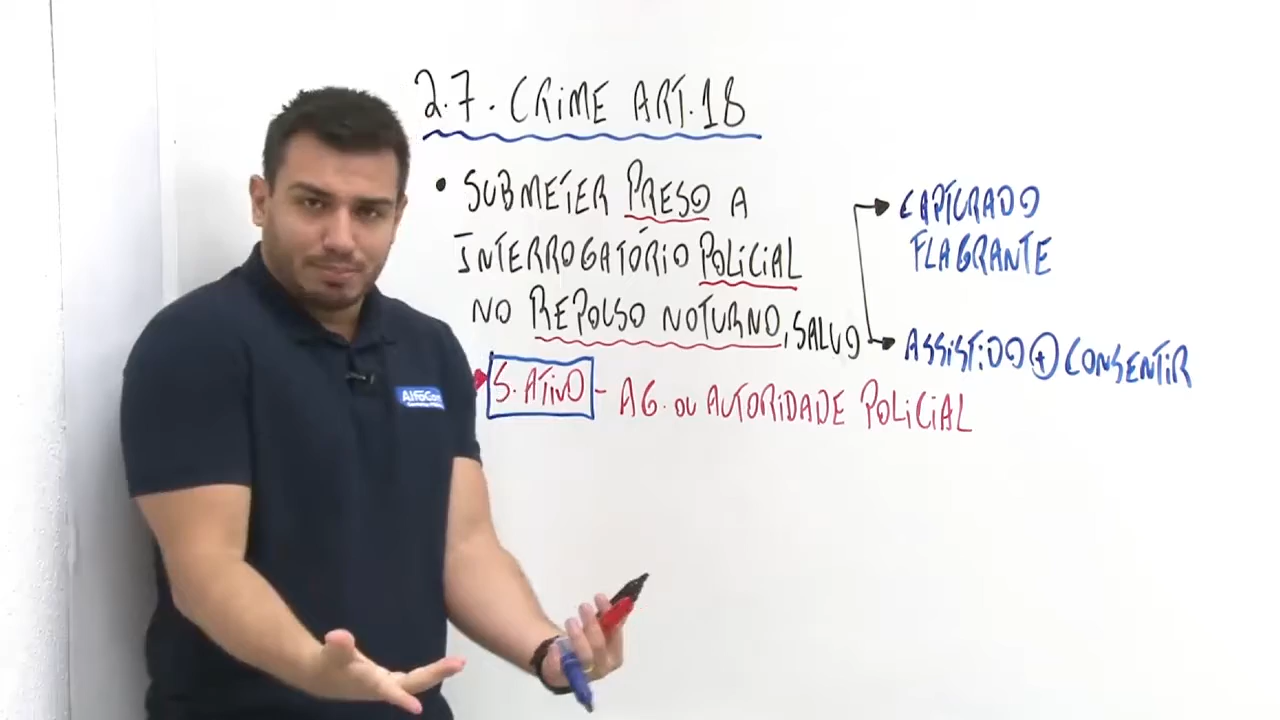 2.7. CRIME ART.18
• SUBMETER PRESO A
INTERROGATÓRIO POLICIAL
NO REPOUSO NOTURNO, SALVO
CAPTURADO
FLAGRANTE
ASSISTIDO + CONSENTIR
S. ATIVO - AG. OU AUTORIDADE POLICIAL
AlfaCon